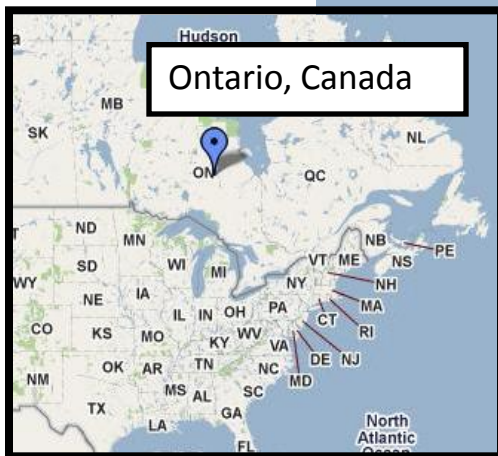 Hudson
Ontario, Canada
MB
SK
NL
ON
QC
ND
MN
NB
PE
VT
ME
NS
SD
WI
MI
NY
NH
WY
NE
IA
MA
IL
IN
OH
PA
CT
RI
CO
KS
MO
KY
WV
VA
DE
NJ
OK
AR
TN
NC
MD
NM
MS
AL
SC
TX
GA
LA
North
Atlantic
Ocean
FL